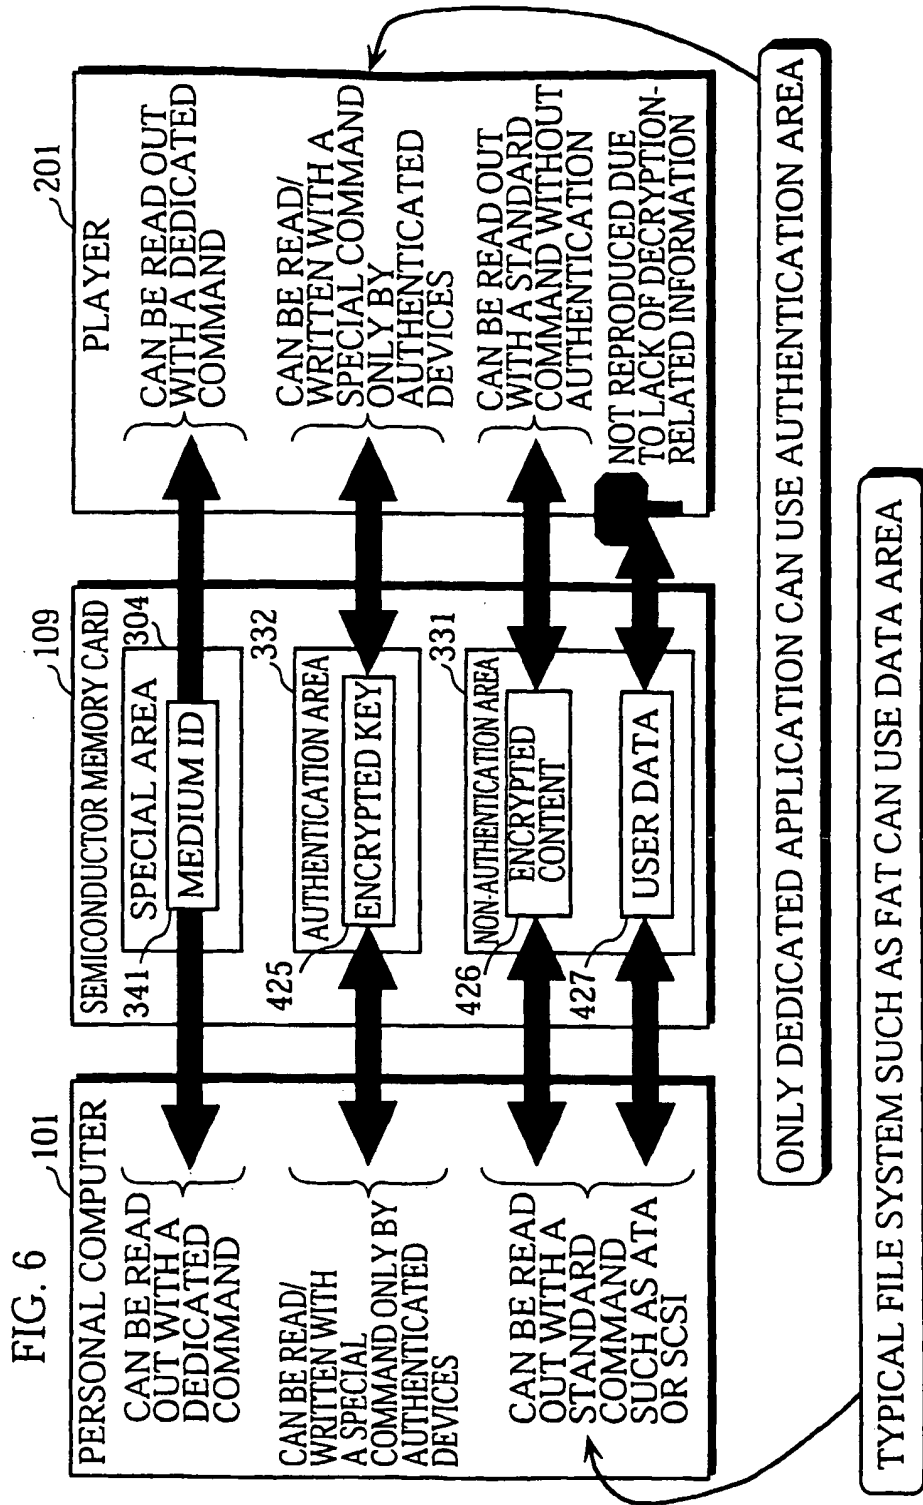 FIG. 6
PERSONAL COMPUTER
101
CAN BE READ
OUT WITH A
DEDICATED
COMMAND
CAN BE READ/
WRITTEN WITH
A SPECIAL
COMMAND ONLY BY
AUTHENTICATED
DEVICES
CAN BE READ
OUT WITH A
STANDARD
COMMAND
SUCH AS ATA
OR SCSI
SEMICONDUCTOR MEMORY CARD
109
341
SPECIAL AREA
304
MEDIUM ID
425
AUTHENTICATION AREA
332
ENCRYPTED KEY
426
NON-AUTHENTICATION AREA
331
ENCRYPTED
CONTENT
427
USER DATA
PLAYER
201
CAN BE READ OUT
WITH A DEDICATED
COMMAND
CAN BE READ/
WRITTEN WITH A
SPECIAL COMMAND
ONLY BY
AUTHENTICATED
DEVICES
CAN BE READ OUT
WITH A STANDARD
COMMAND WITHOUT
AUTHENTICATION
NOT REPRODUCED DUE
TO LACK OF DECRYPTION-
RELATED INFORMATION
ONLY DEDICATED APPLICATION CAN USE AUTHENTICATION AREA
TYPICAL FILE SYSTEM SUCH AS FAT CAN USE DATA AREA